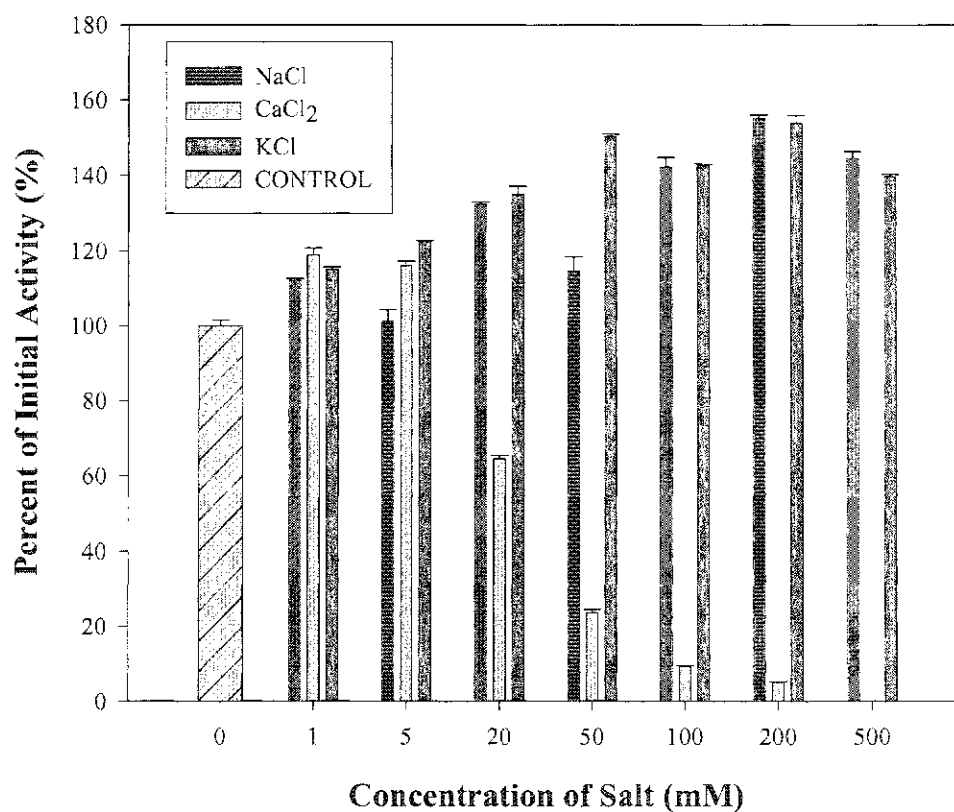 180
160
140
120
100
80
60
40
20
0
Percent of Initial Activity (%)
NaCl
CaCl2
KCl
CONTROL
0 1 5 20 50 100 200 500
Concentration of Salt (mM)